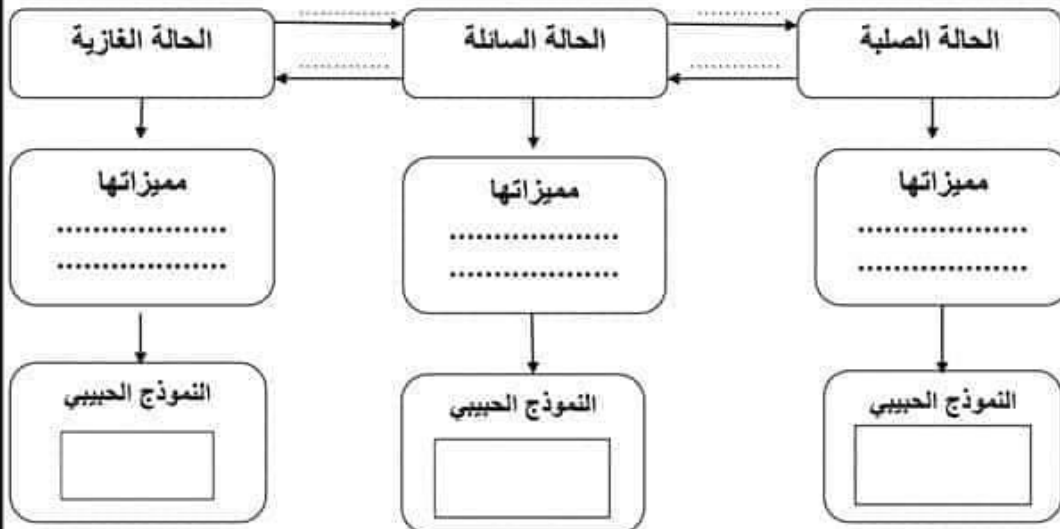 الحالة الصلبة
..........
..........
الحالة السائلة
..........
..........
الحالة الغازية
مميزاتها
...................
...................
مميزاتها
...................
...................
مميزاتها
...................
...................
النموذج الحبيبي
النموذج الحبيبي
النموذج الحبيبي